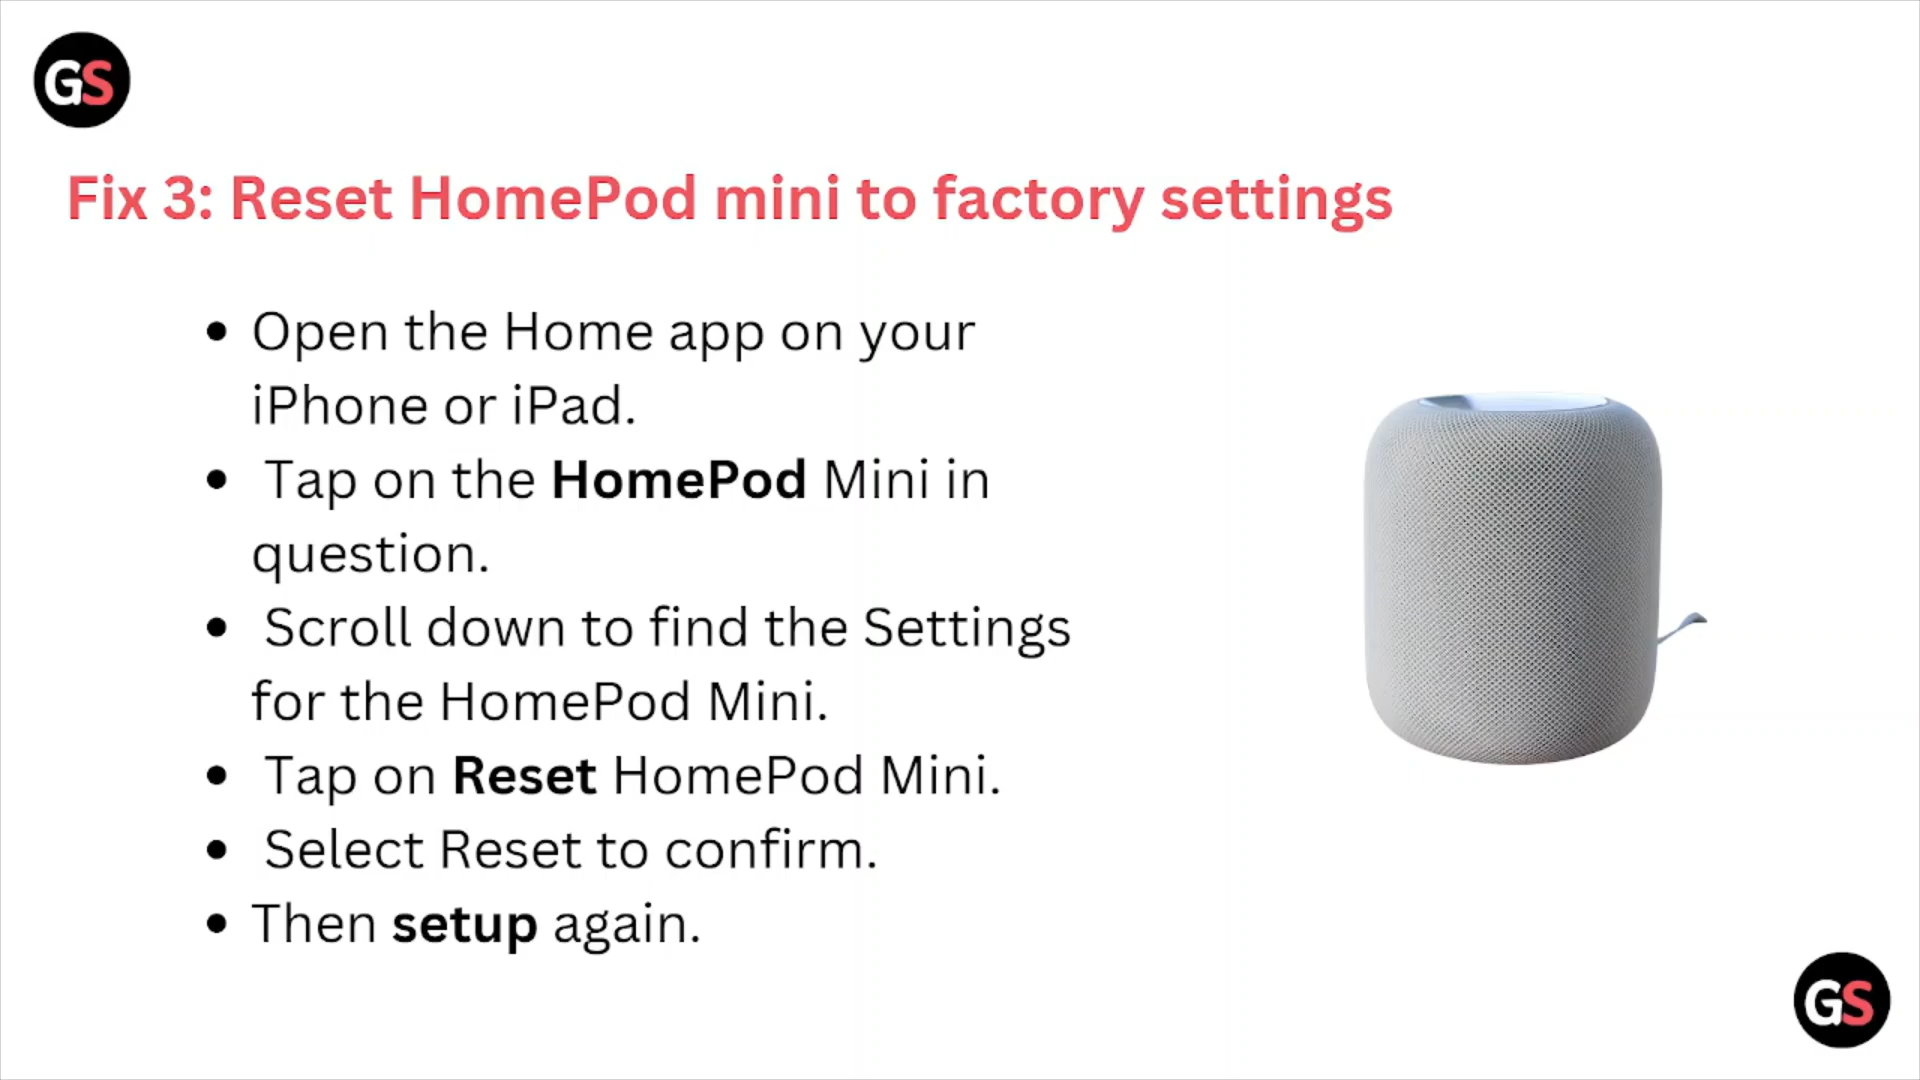 GS
Fix 3: Reset HomePod mini to factory settings
• Open the Home app on your
iPhone or iPad.
• Tap on the HomePod Mini in
question.
• Scroll down to find the Settings
for the HomePod Mini.
• Tap on Reset HomePod Mini.
• Select Reset to confirm.
• Then setup again.
GS